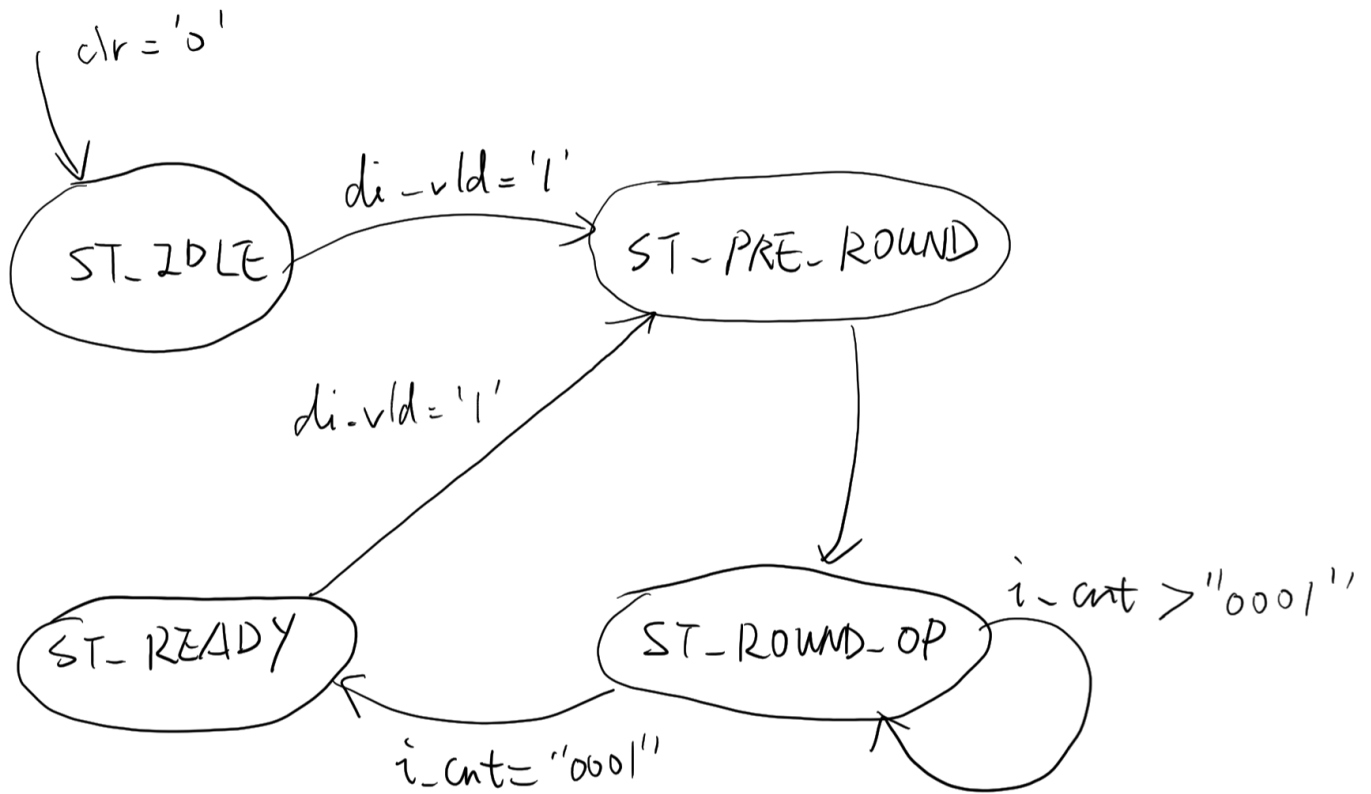 clr='0'
di_vld='1'
ST_IDLE
ST_PRE_ROUND
di_vld='1'
i_cnt>"0001"
ST_READY
ST_ROUND_OP
i_cnt="0001"